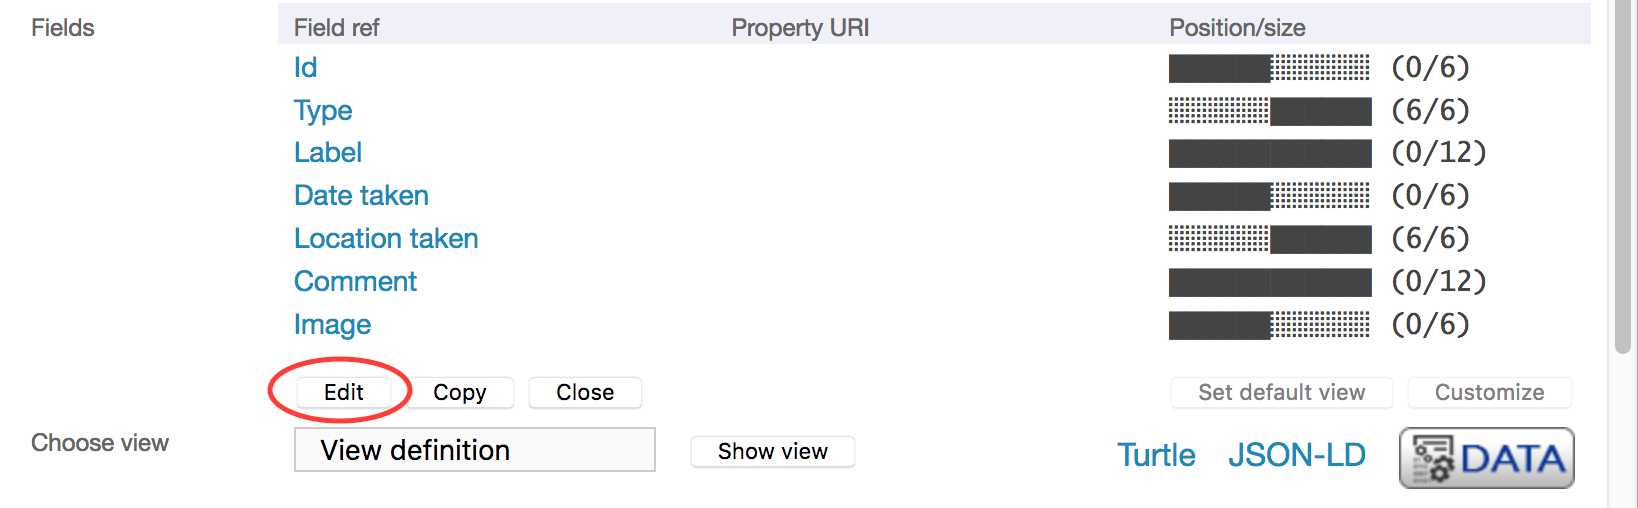 Fields Field ref Property URI Position/size
Id (0/6)
Type (6/6)
Label (0/12)
Date taken (0/6)
Location taken (6/6)
Comment (0/12)
Image (0/6)
Edit Copy Close Set default view Customize
Choose view View definition Show view Turtle JSON-LD DATA